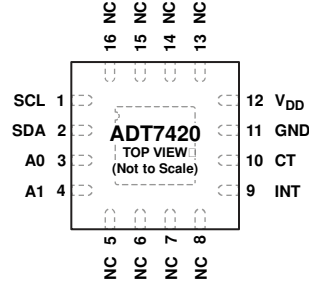 16 NC
15 NC
14 NC
13 NC
SCL 1
SDA 2
A0 3
A1 4
ADT7420
TOP VIEW
(Not to Scale)
12 VDD
11 GND
10 CT
9 INT
NC 5
NC 6
NC 7
NC 8